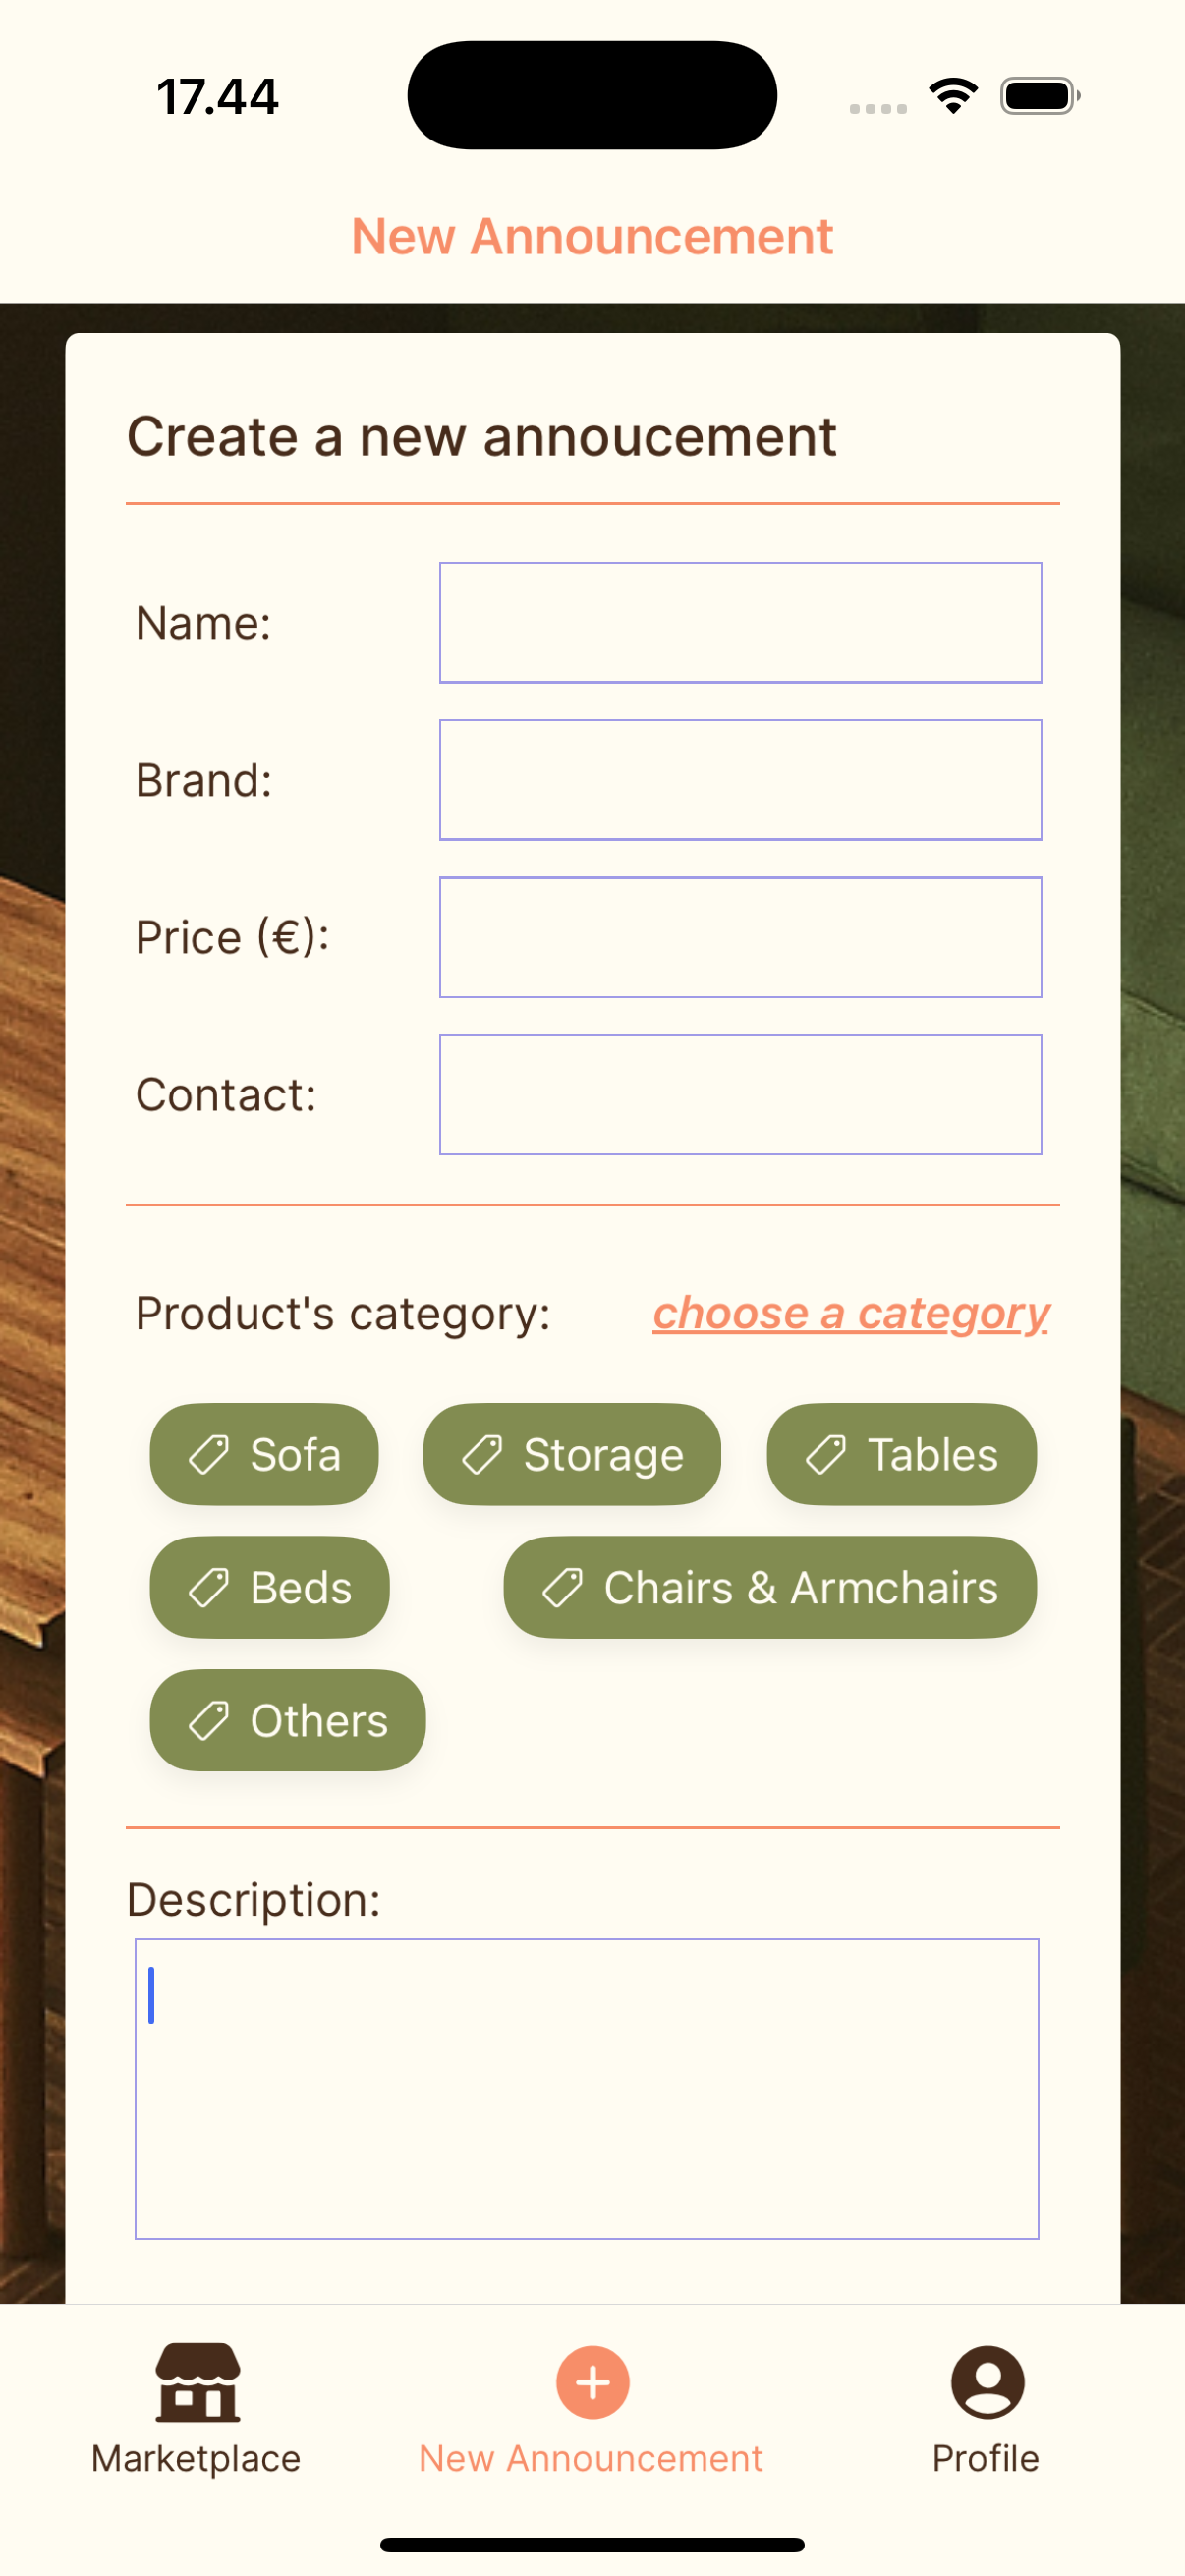 17.44
New Announcement
Create a new annoucement
Name:
Brand:
Price (€):
Contact:
Product's category: choose a category
Sofa Storage Tables
Beds Chairs & Armchairs
Others
Description:
Marketplace New Announcement Profile